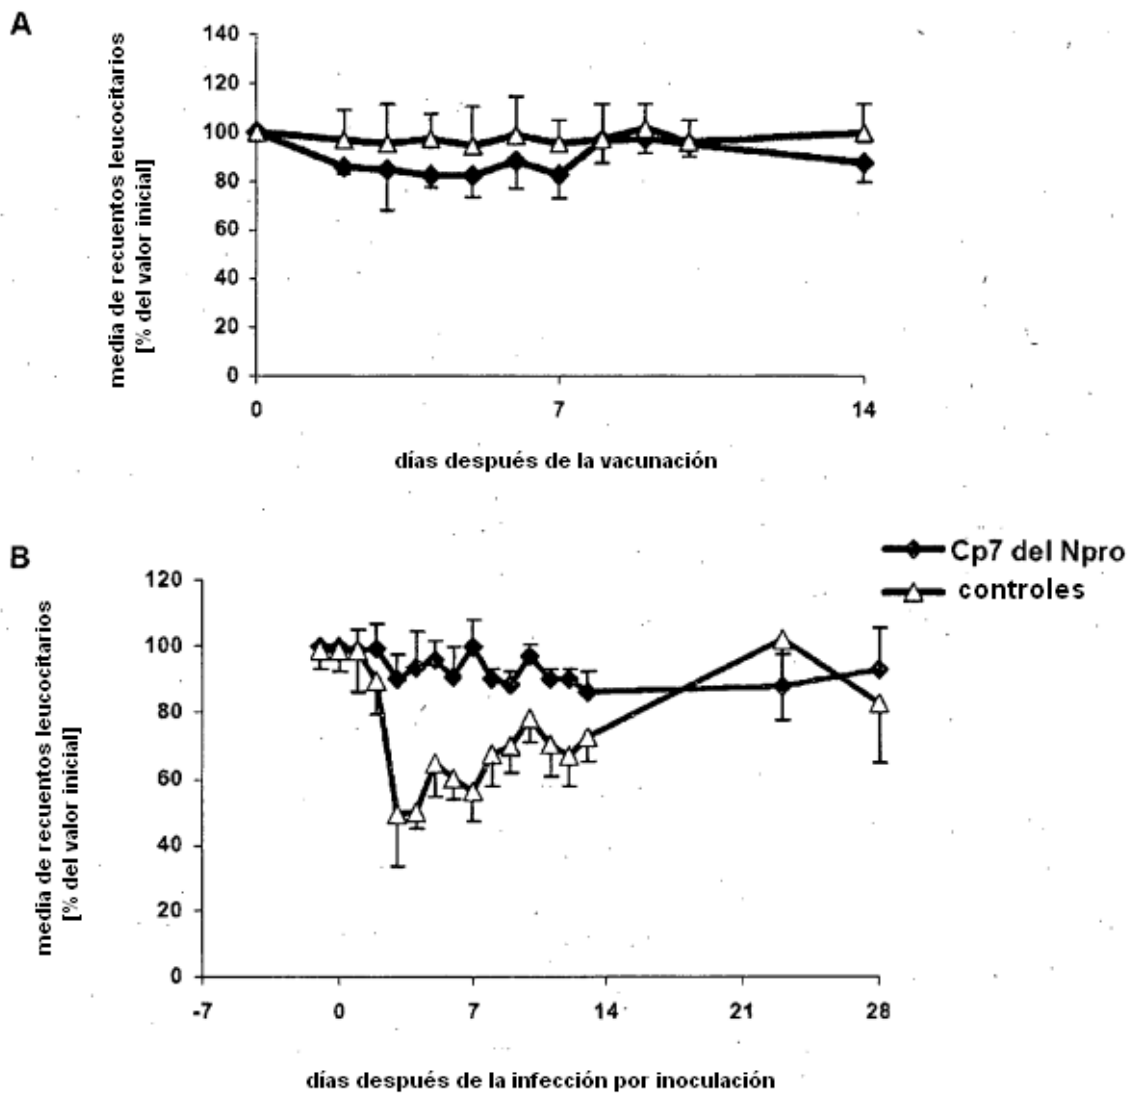 A
media de recuentos leucocitarios
[% del valor inicial]
140
120
100
80
60
40
20
0
0 7 14
días después de la vacunación
B
Cp7 del Npro
controles
media de recuentos leucocitarios
[% del valor inicial]
120
100
80
60
40
20
0
-7 0 7 14 21 28
días después de la infección por inoculación